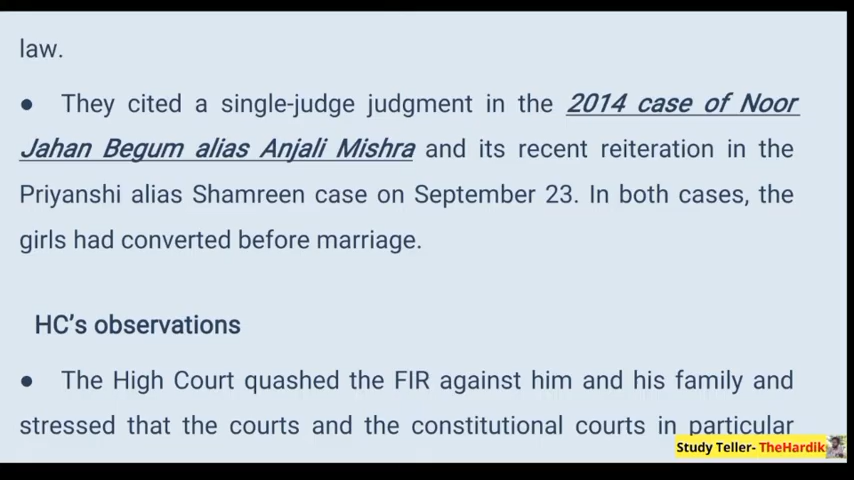 law.
● They cited a single-judge judgment in the 2014 case of Noor
Jahan Begum alias Anjali Mishra and its recent reiteration in the
Priyanshi alias Shamreen case on September 23. In both cases, the
girls had converted before marriage.
HC’s observations
● The High Court quashed the FIR against him and his family and
stressed that the courts and the constitutional courts in particular
Study Teller- TheHardik